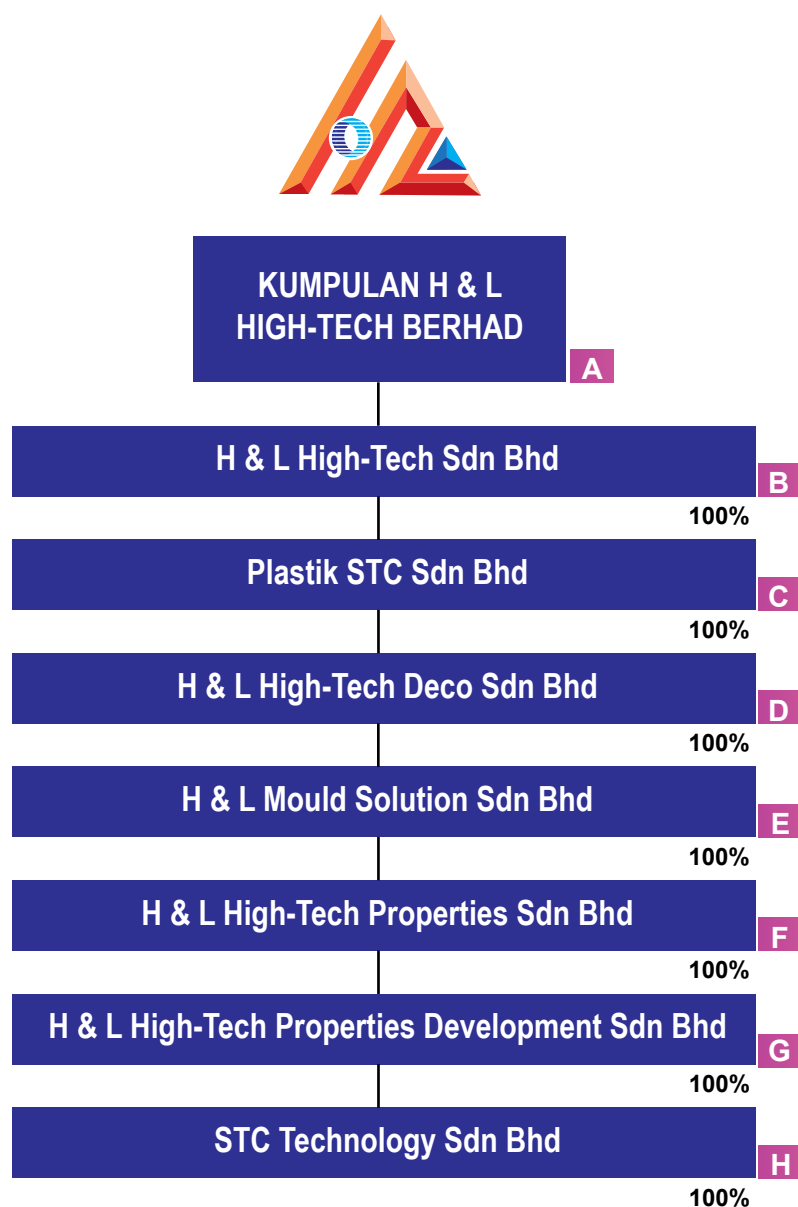 KUMPULAN H & L
HIGH-TECH BERHAD
A
H & L High-Tech Sdn Bhd
B
100%
Plastik STC Sdn Bhd
C
100%
H & L High-Tech Deco Sdn Bhd
D
100%
H & L Mould Solution Sdn Bhd
E
100%
H & L High-Tech Properties Sdn Bhd
F
100%
H & L High-Tech Properties Development Sdn Bhd
G
100%
STC Technology Sdn Bhd
H
100%